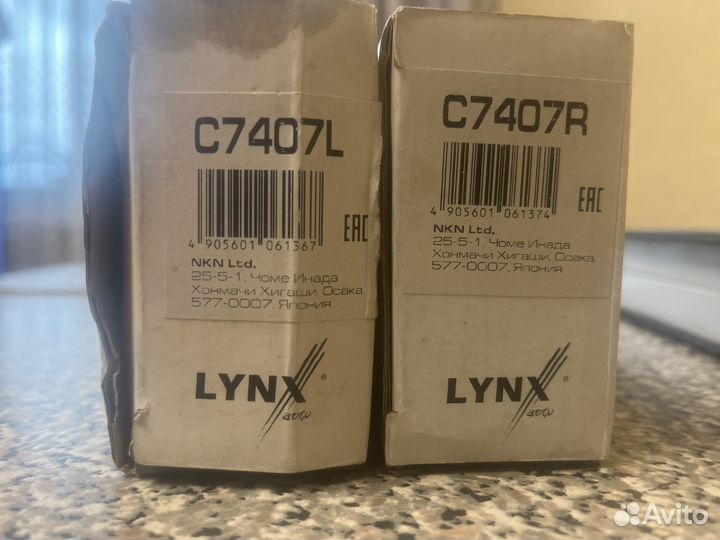 C7407L
4 905601 061367
EAC
NKN Ltd.
25-5-1, Чоме Инада
Хонмачи Хигаши, Осака,
577-0007, Япония
LYNX
®
auto
C7407R
4 905601 061374
EAC
NKN Ltd.
25-5-1, Чоме Инада
Хонмачи Хигаши, Осака,
577-0007, Япония
LYNX
®
auto
Avito